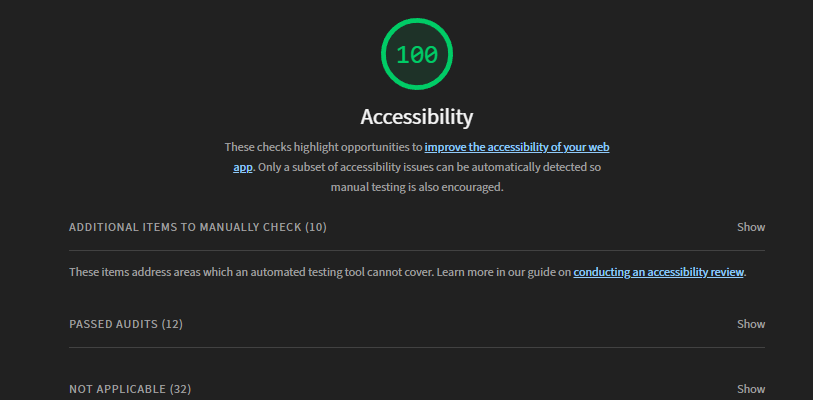 100
Accessibility
These checks highlight opportunities to improve the accessibility of your web
app. Only a subset of accessibility issues can be automatically detected so
manual testing is also encouraged.
ADDITIONAL ITEMS TO MANUALLY CHECK (10) Show
These items address areas which an automated testing tool cannot cover. Learn more in our guide on conducting an accessibility review.
PASSED AUDITS (12) Show
NOT APPLICABLE (32) Show